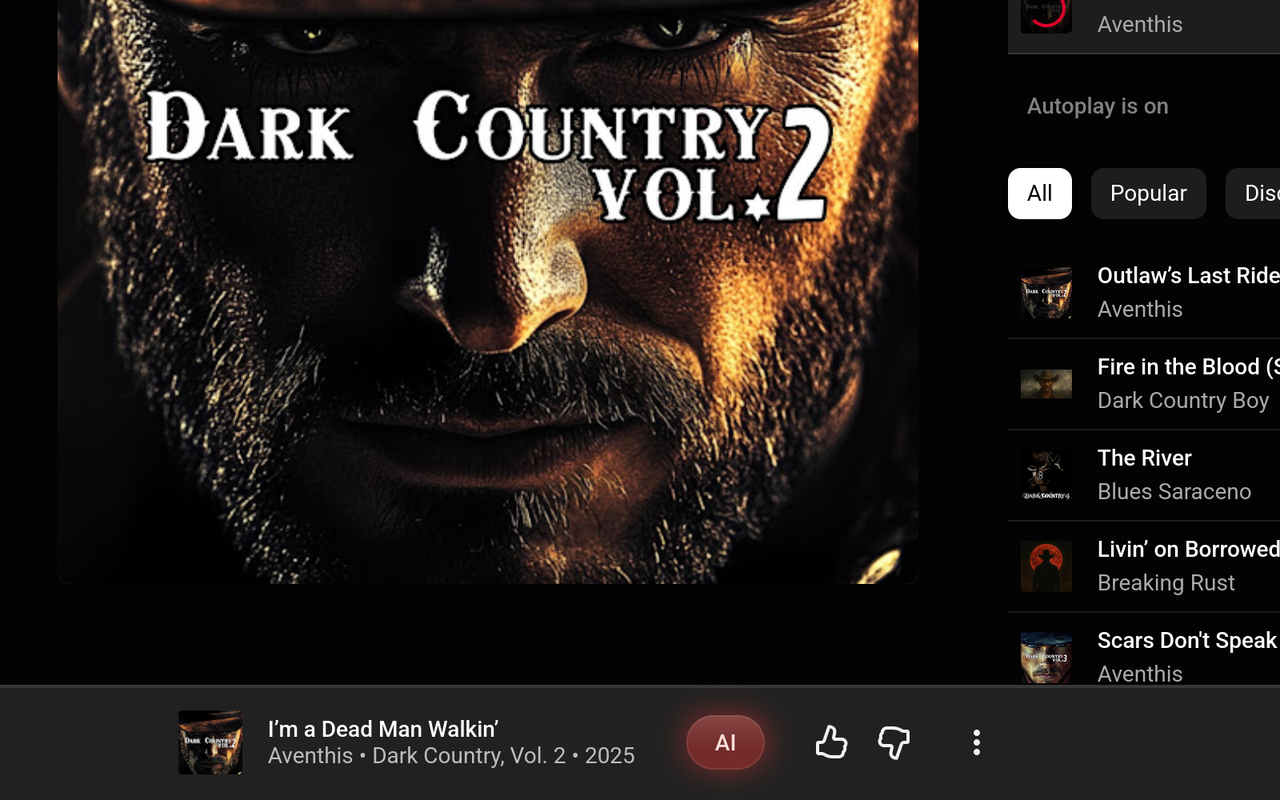 Dark Country
Vol. 2
Aventhis
Autoplay is on
All
Popular
Outlaw’s Last Ride
Aventhis
Fire in the Blood (
Dark Country Boy
The River
Blues Saraceno
Livin’ on Borrowed
Breaking Rust
Scars Don't Speak
Aventhis
I’m a Dead Man Walkin’
Aventhis • Dark Country, Vol. 2 • 2025
AI